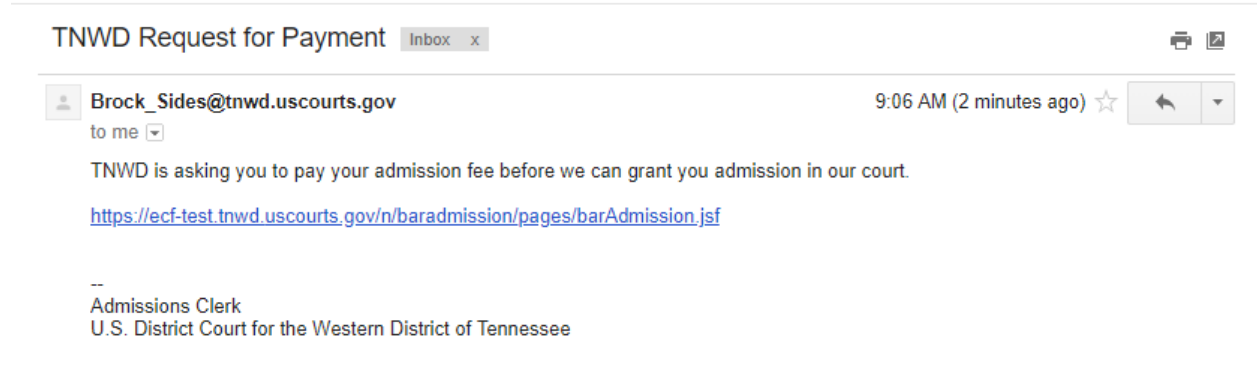 TNWD Request for Payment Inbox x
Brock_Sides@tnwd.uscourts.gov 9:06 AM (2 minutes ago)
to me
TNWD is asking you to pay your admission fee before we can grant you admission in our court.
https://ecf-test.tnwd.uscourts.gov/n/baradmission/pages/barAdmission.jsf
--
Admissions Clerk
U.S. District Court for the Western District of Tennessee